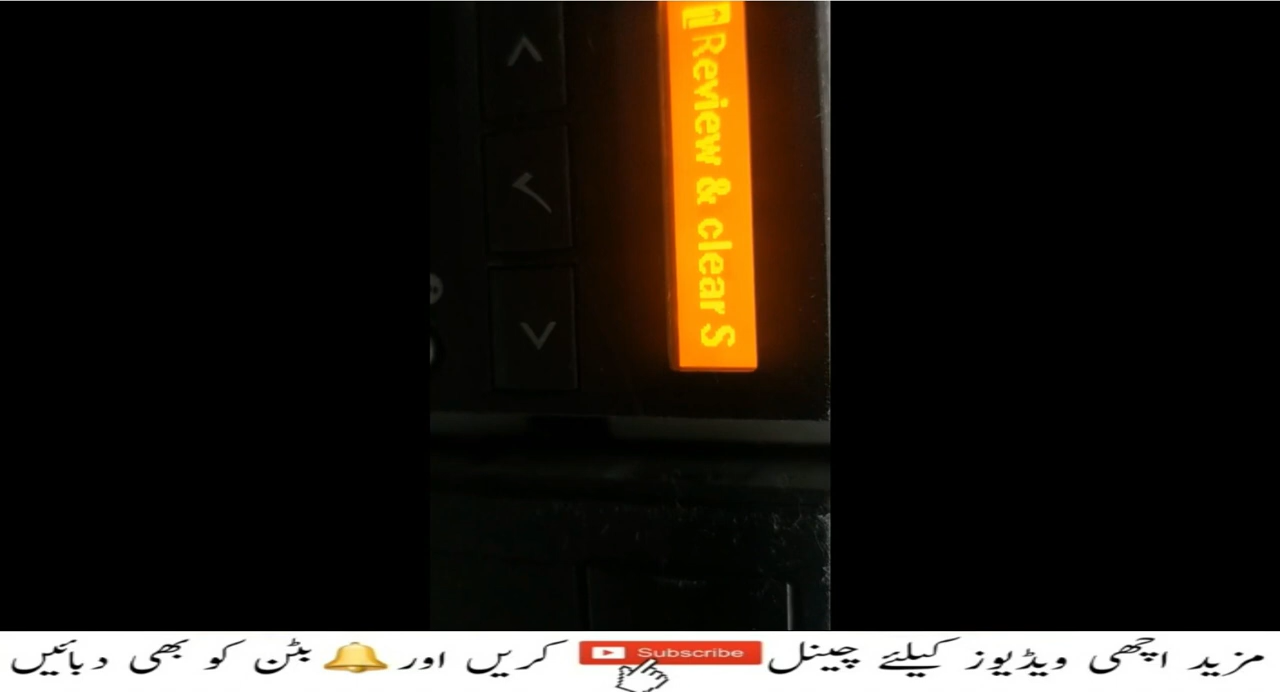 Review & clear S
مزید اچھی ویڈیوز کیلئے چینل Subscribe کریں اور بٹن کو بھی دبائیں